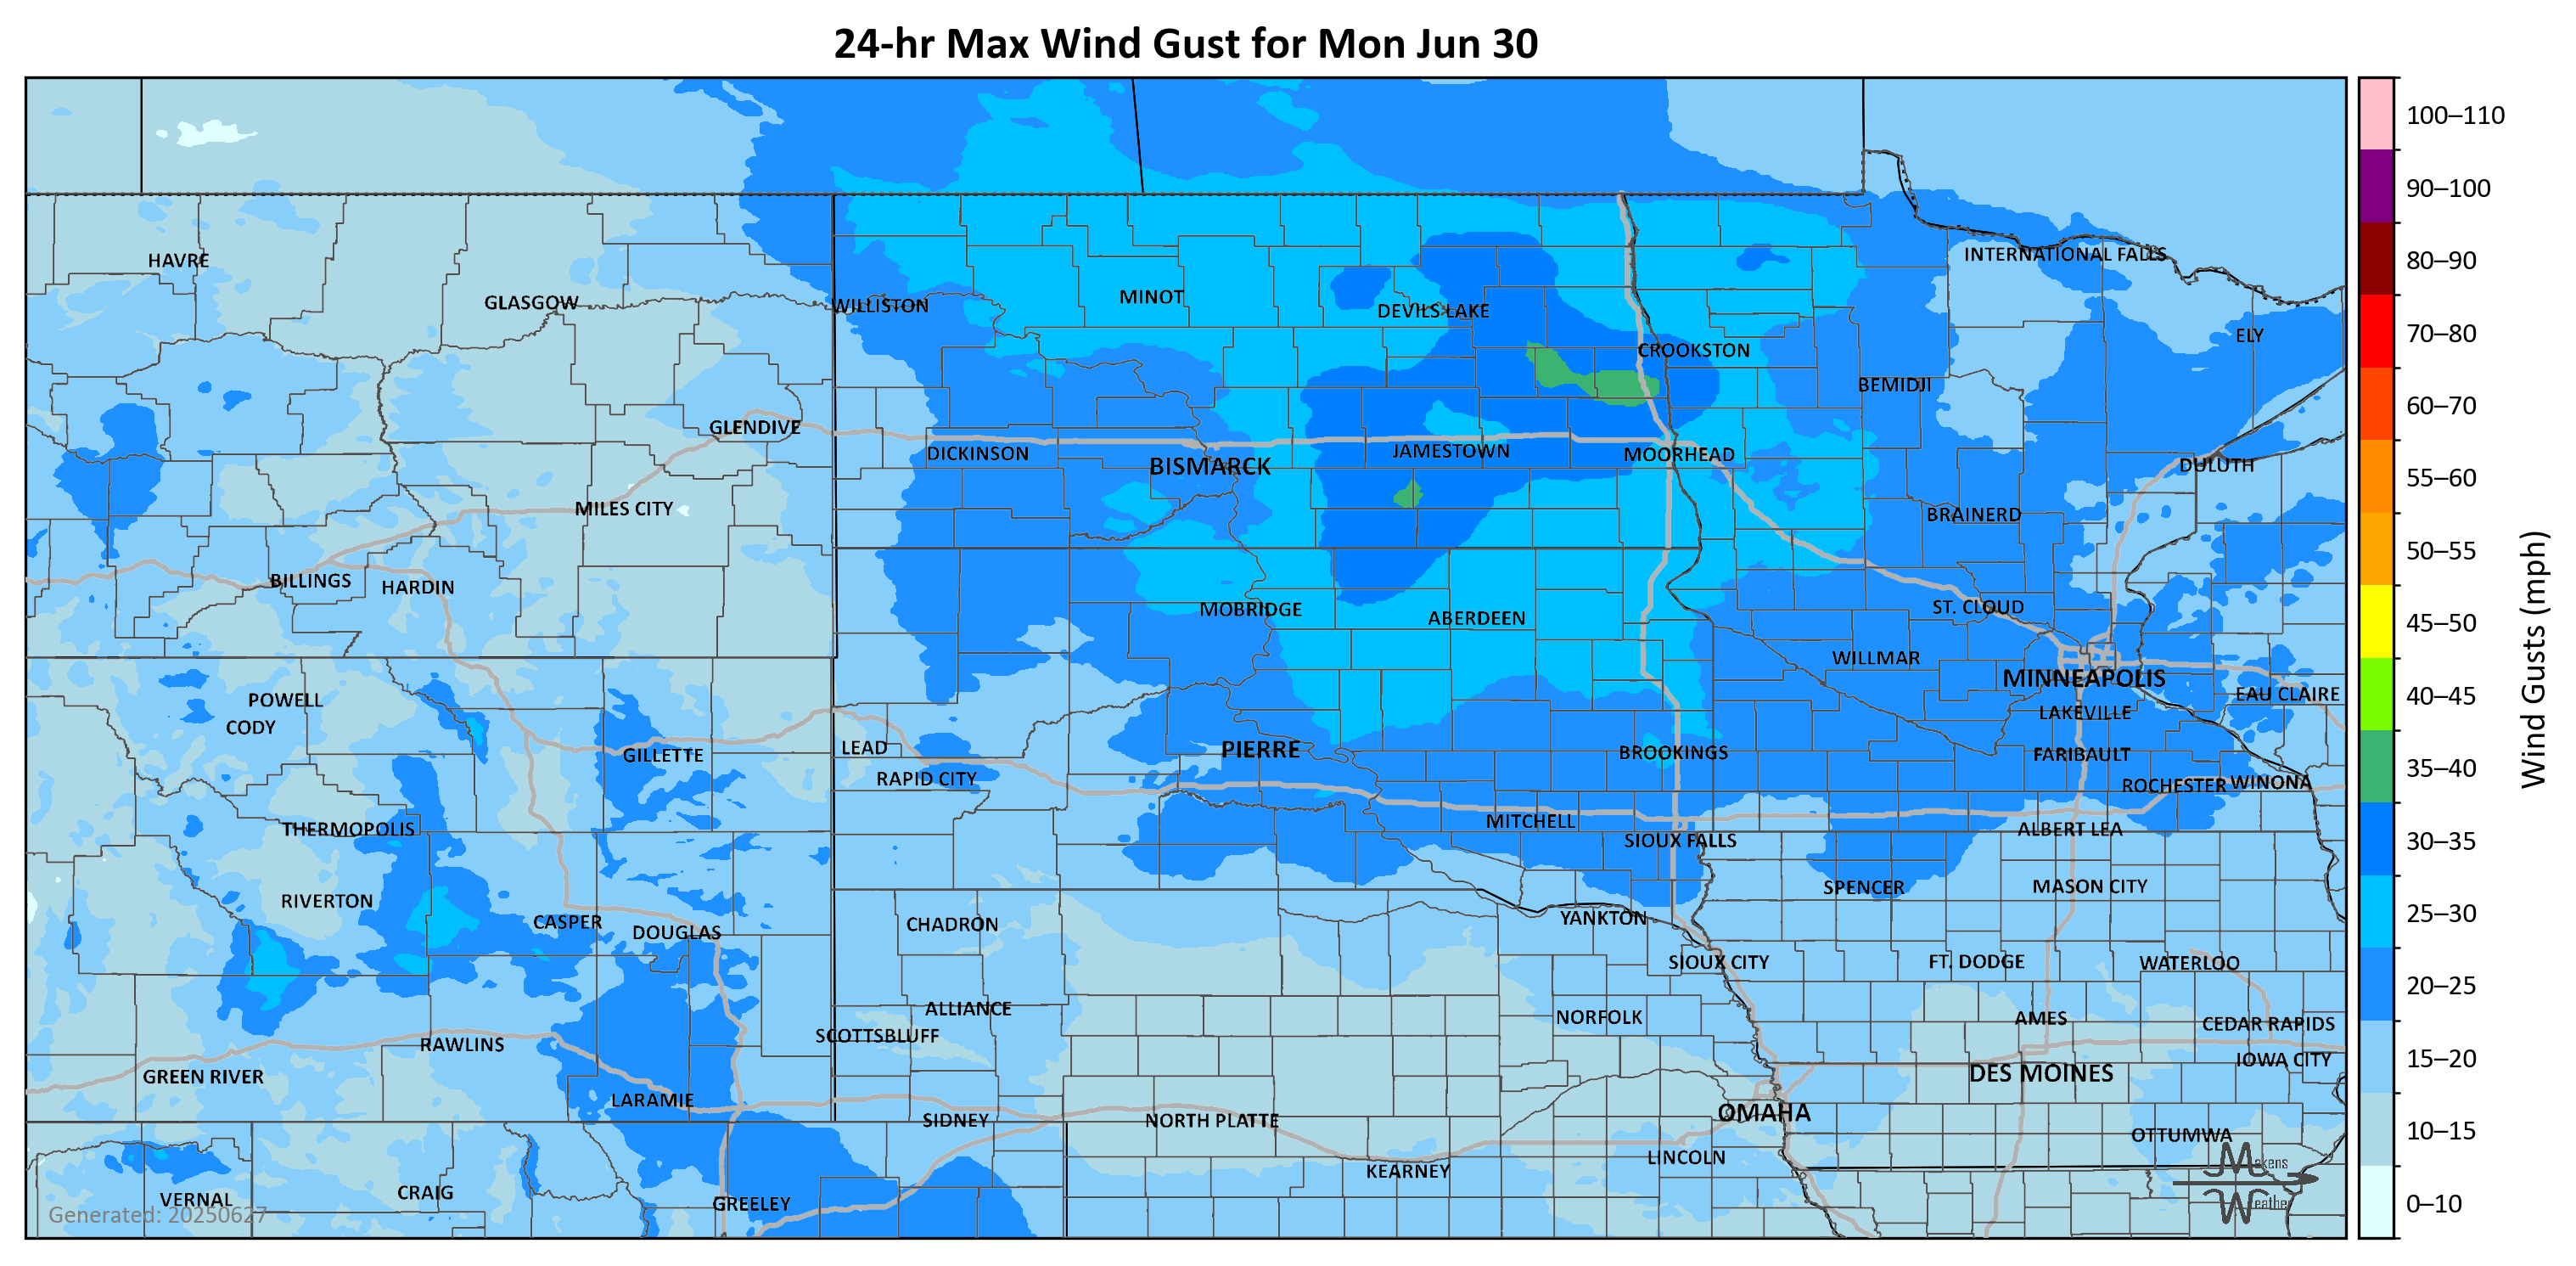 24-hr Max Wind Gust for Mon Jun 30
100–110
90–100
80–90
70–80
60–70
55–60
50–55
45–50
40–45
35–40
30–35
25–30
20–25
15–20
10–15
0–10
Wind Gusts (mph)
HAVRE
GLASGOW
WILLISTON
MINOT
DEVILS LAKE
INTERNATIONAL FALLS
CROOKSTON
ELY
BEMIDJI
GLENDIVE
DICKINSON
BISMARCK
JAMESTOWN
MOORHEAD
DULUTH
MILES CITY
BRAINERD
BILLINGS
HARDIN
MOBRIDGE
ABERDEEN
ST. CLOUD
WILLMAR
MINNEAPOLIS
EAU CLAIRE
POWELL
CODY
LAKEVILLE
GILLETTE
LEAD
PIERRE
BROOKINGS
FARIBAULT
RAPID CITY
ROCHESTER
WINONA
THERMOPOLIS
MITCHELL
SIOUX FALLS
ALBERT LEA
RIVERTON
CASPER
DOUGLAS
CHADRON
YANKTON
SPENCER
MASON CITY
SIOUX CITY
FT. DODGE
WATERLOO
ALLIANCE
SCOTTSBLUFF
NORFOLK
AMES
CEDAR RAPIDS
RAWLINS
IOWA CITY
GREEN RIVER
DES MOINES
LARAMIE
SIDNEY
NORTH PLATTE
OMAHA
OTTUMWA
KEARNEY
LINCOLN
VERNAL
CRAIG
GREELEY
Generated: 20250627
Makens
Weather